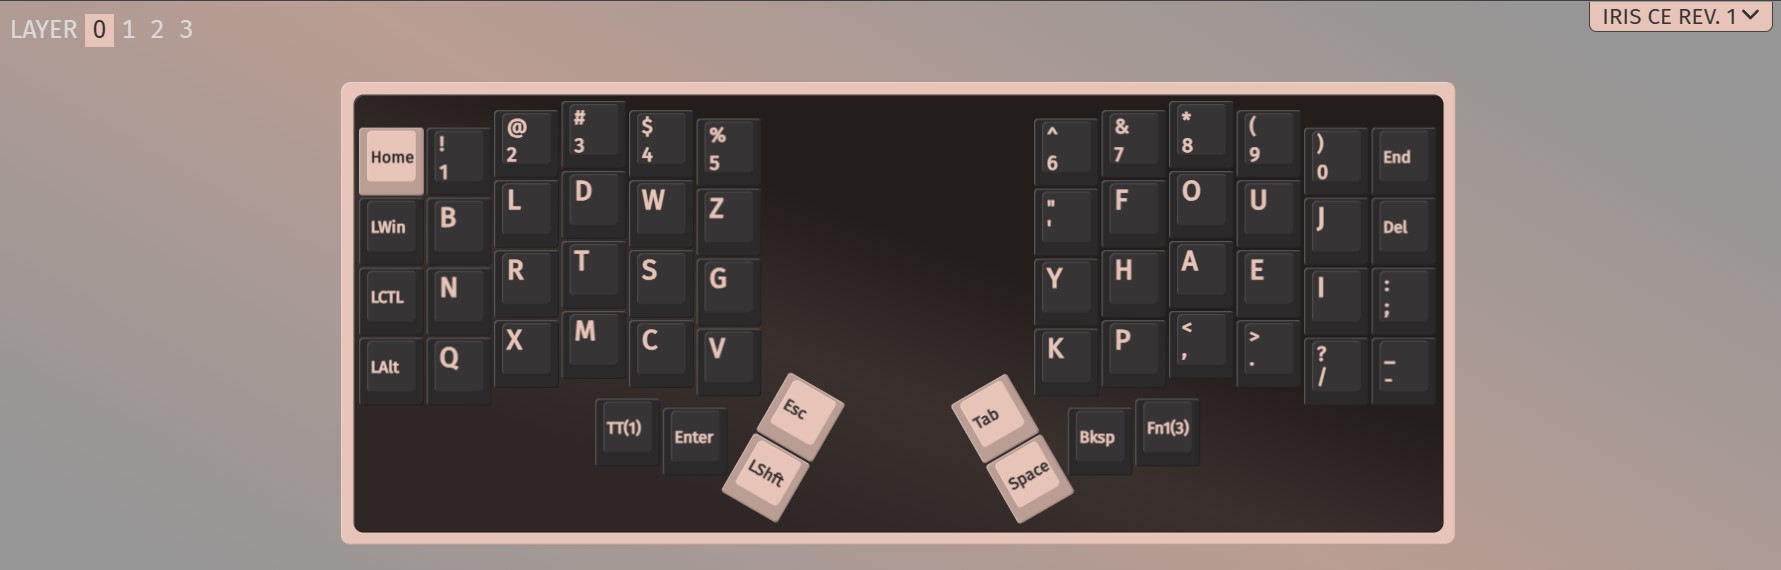 LAYER 0 1 2 3
IRIS CE REV. 1
Home ! 1 @ 2 # 3 $ 4 % 5 ^ 6 & 7 * 8 ( 9 ) 0 End
LWin B L D W Z " ' F O U J Del
LCTL N R T S G Y H A E I : ;
LAlt Q X M C V K P < , > . ? / _ -
TT(1) Enter Esc Tab Bksp Fn1(3)
LShft Space